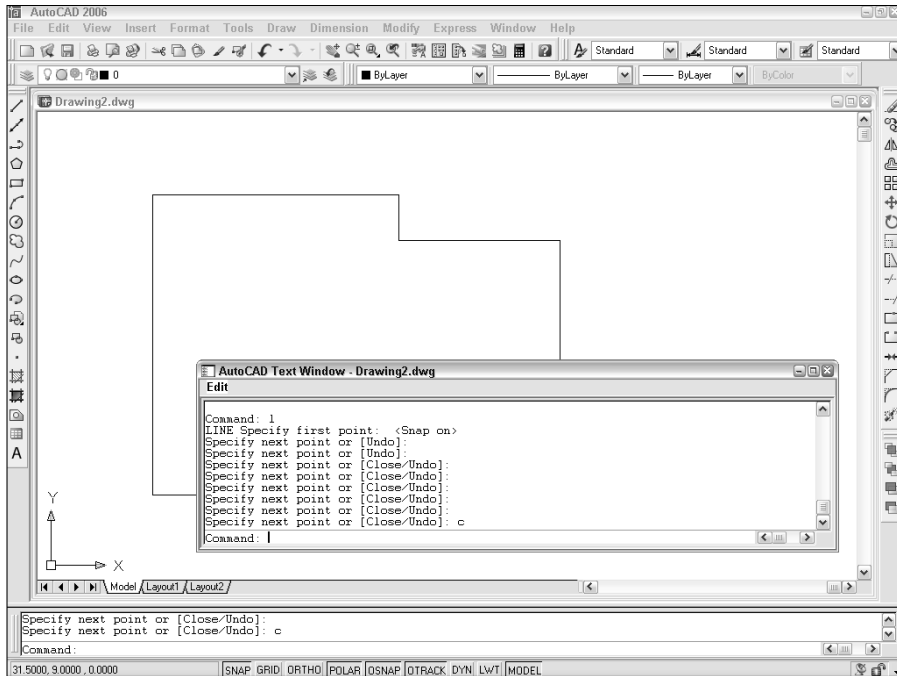 AutoCAD 2006
File Edit View Insert Format Tools Draw Dimension Modify Express Window Help
Standard Standard Standard
0 ByLayer ByLayer ByLayer ByColor
Drawing2.dwg
A
AutoCAD Text Window - Drawing2.dwg
Edit
Command: l
LINE Specify first point: <Snap on>
Specify next point or [Undo]:
Specify next point or [Undo]:
Specify next point or [Close/Undo]:
Specify next point or [Close/Undo]:
Specify next point or [Close/Undo]:
Specify next point or [Close/Undo]:
Specify next point or [Close/Undo]:
Specify next point or [Close/Undo]: c
Command:
Y
X
Model Layout1 Layout2
Specify next point or [Close/Undo]:
Specify next point or [Close/Undo]: c
Command:
31.5000, 9.0000 , 0.0000 SNAP GRID ORTHO POLAR OSNAP OTRACK DYN LWT MODEL